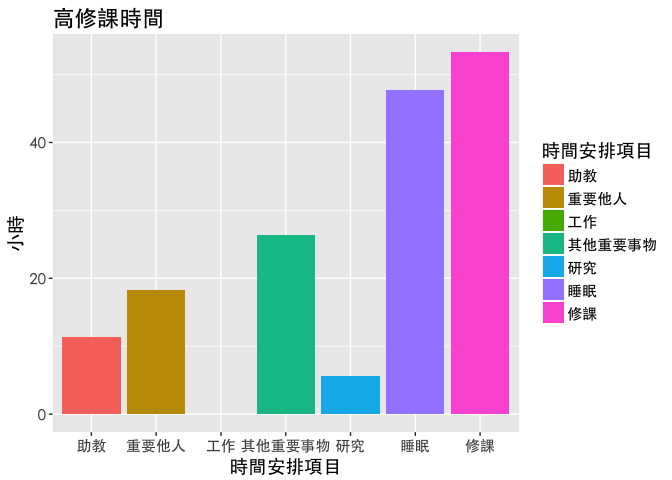 高修課時間
小時
40
20
0
助教 重要他人 工作 其他重要事物 研究 睡眠 修課
時間安排項目
時間安排項目
助教
重要他人
工作
其他重要事物
研究
睡眠
修課